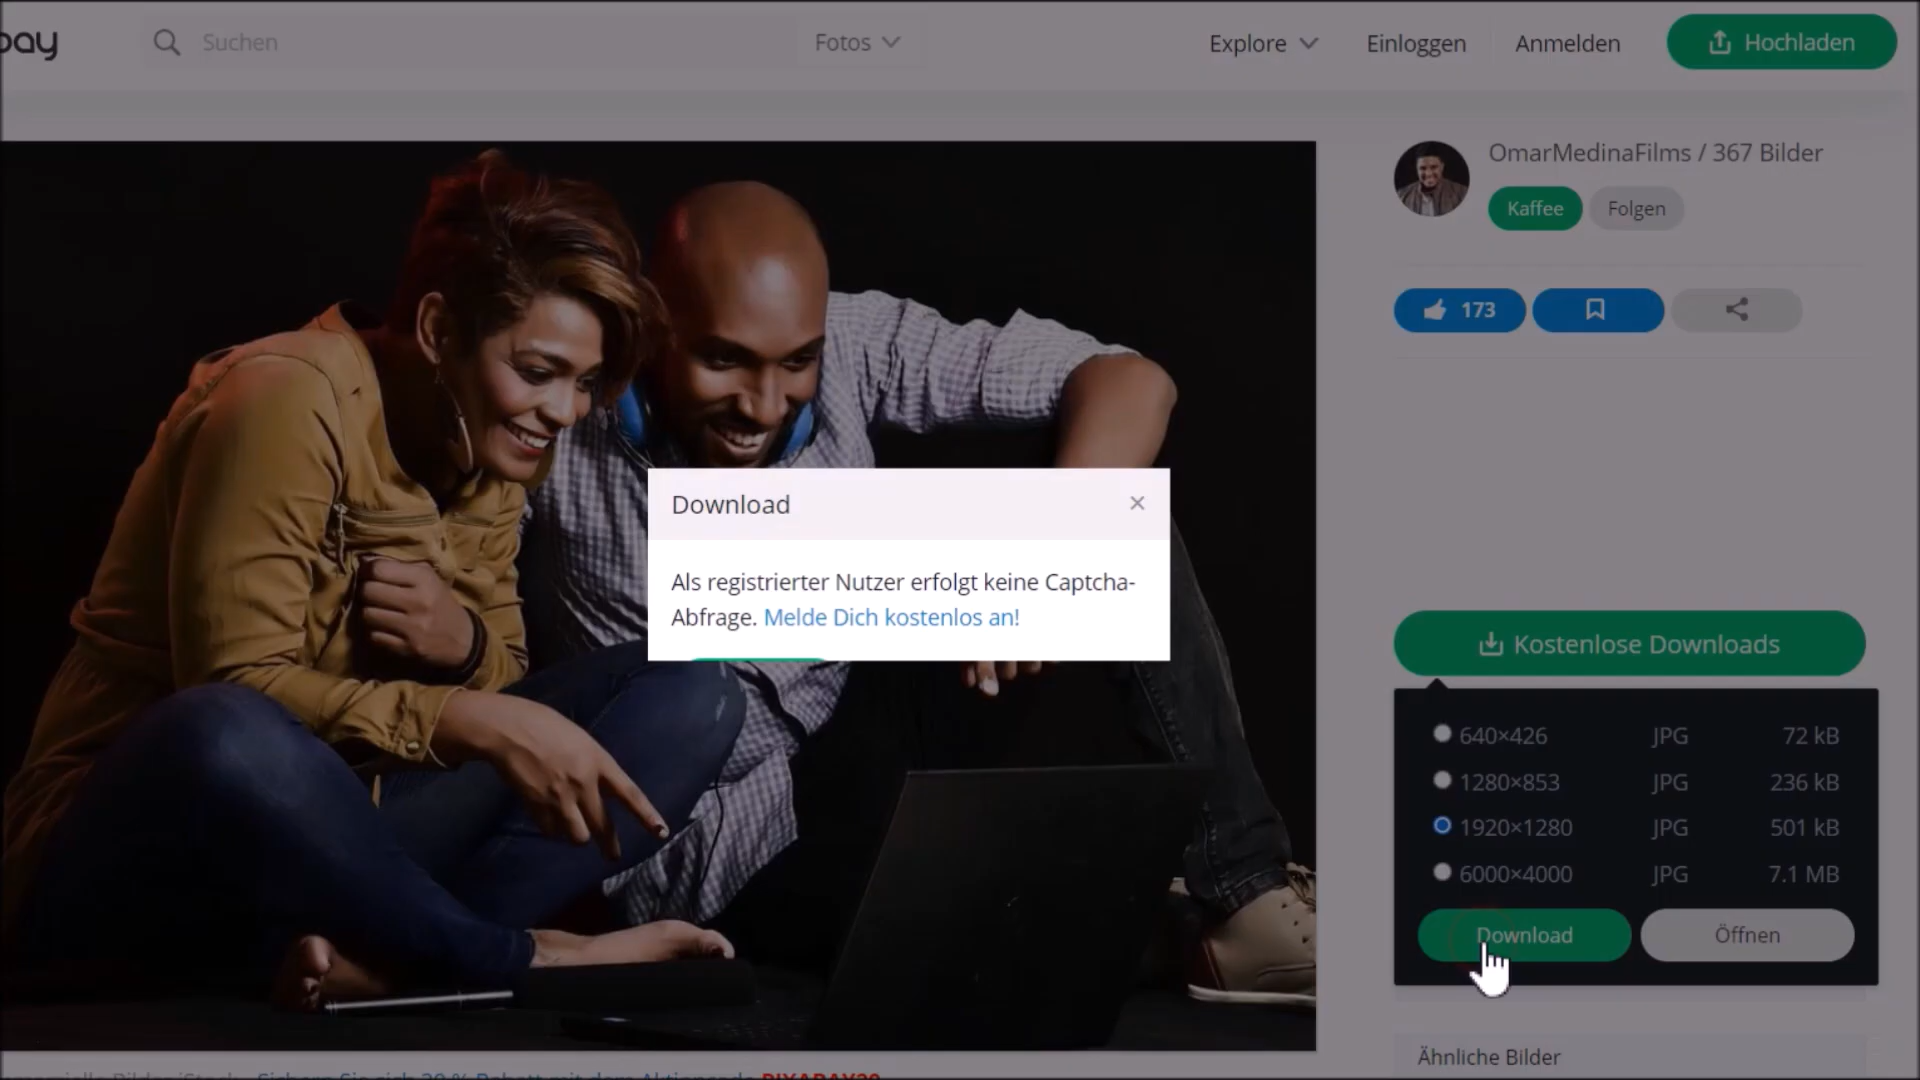 Suchen
Fotos
Explore
Einloggen
Anmelden
Hochladen
OmarMedinaFilms / 367 Bilder
Kaffee
Folgen
173
Download
×
Als registrierter Nutzer erfolgt keine Captcha-
Abfrage. Melde Dich kostenlos an!
Kostenlose Downloads
640×426 JPG 72 kB
1280×853 JPG 236 kB
1920×1280 JPG 501 kB
6000×4000 JPG 7.1 MB
Download
Öffnen
Ähnliche Bilder